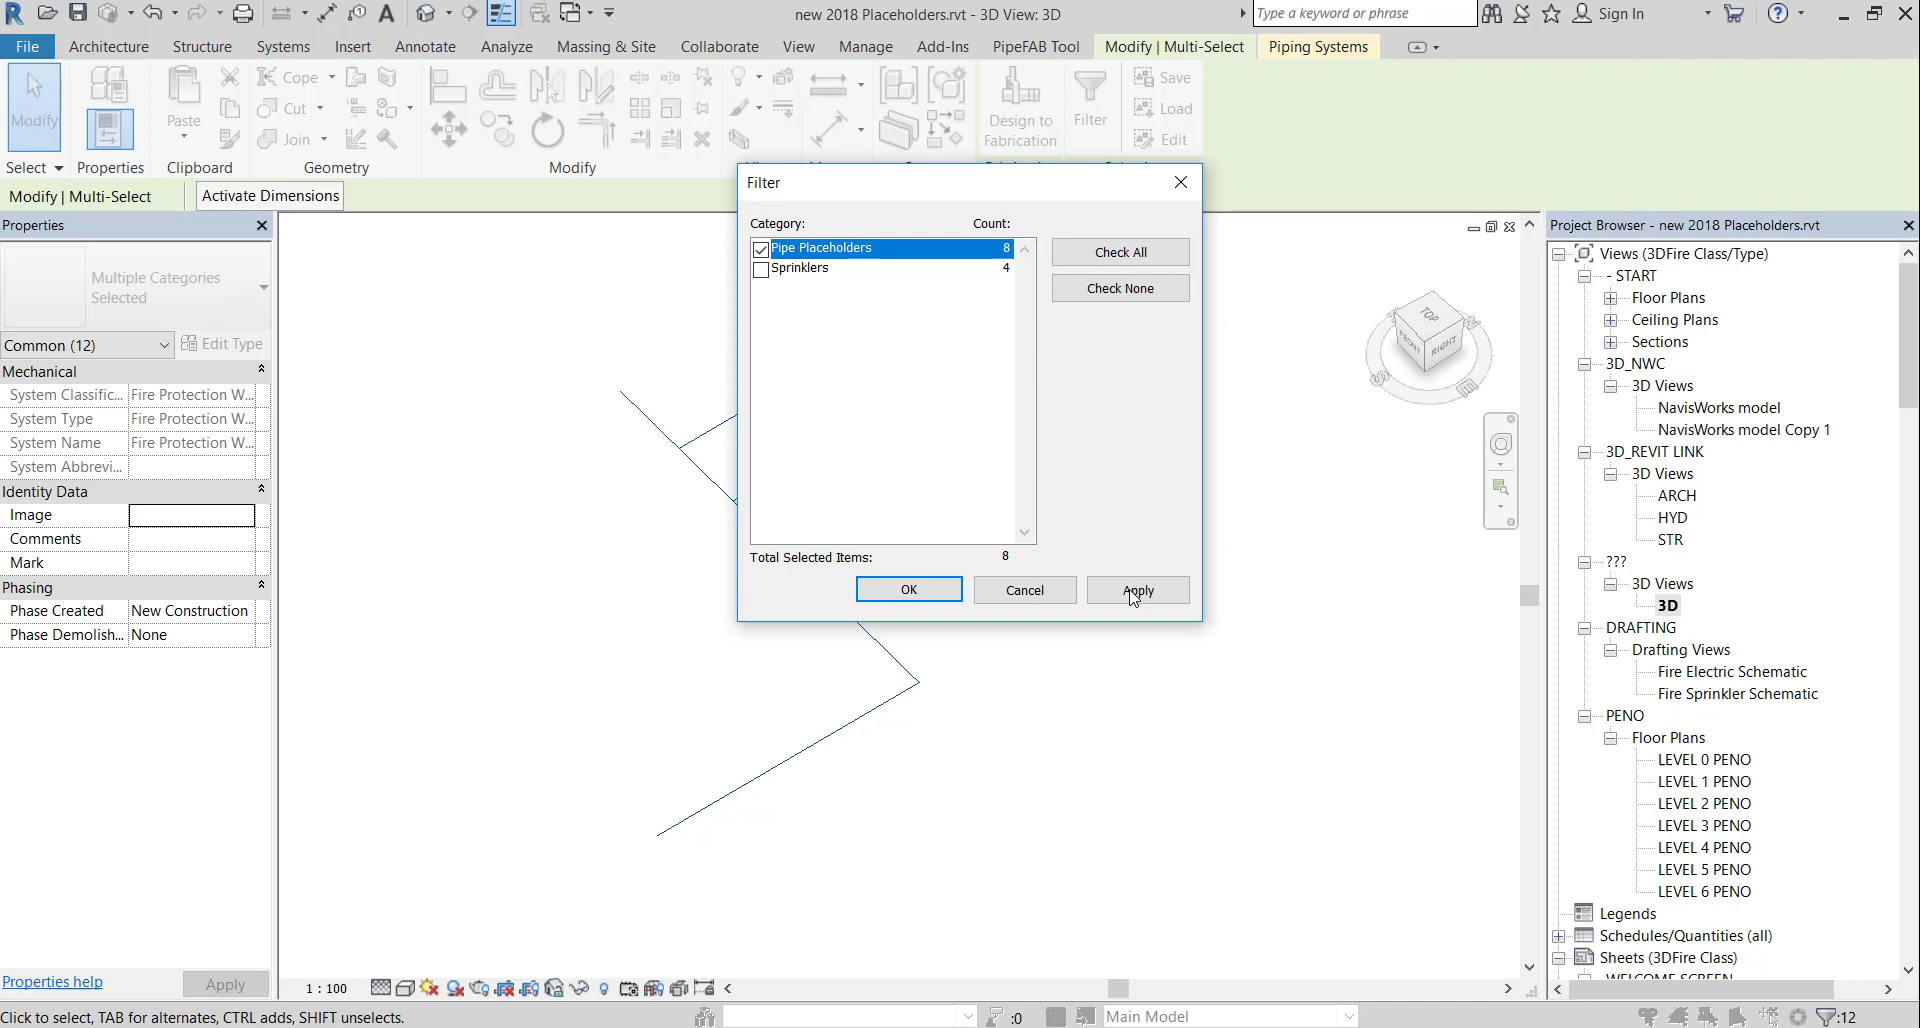 new 2018 Placeholders.rvt - 3D View: 3D
Type a keyword or phrase
Sign In
File Architecture Structure Systems Insert Annotate Analyze Massing & Site Collaborate View Manage Add-Ins PipeFAB Tool Modify | Multi-Select Piping Systems
Modify
Paste
Cope
Cut
Join
Design to
Fabrication
Filter
Save
Load
Edit
Select Properties Clipboard Geometry Modify
Modify | Multi-Select Activate Dimensions
Properties
Multiple Categories
Selected
Common (12) Edit Type
Mechanical
System Classific... Fire Protection W...
System Type Fire Protection W...
System Name Fire Protection W...
System Abbrevi...
Identity Data
Image
Comments
Mark
Phasing
Phase Created New Construction
Phase Demolish... None
Properties help Apply
Filter
Category: Count:
Pipe Placeholders 8
Sprinklers 4
Check All
Check None
Total Selected Items: 8
OK Cancel Apply
TOP
FRONT
RIGHT
N
S
E
1 : 100
Project Browser - new 2018 Placeholders.rvt
Views (3DFire Class/Type)
- START
Floor Plans
Ceiling Plans
Sections
3D_NWC
3D Views
NavisWorks model
NavisWorks model Copy 1
3D_REVIT LINK
3D Views
ARCH
HYD
STR
???
3D Views
3D
DRAFTING
Drafting Views
Fire Electric Schematic
Fire Sprinkler Schematic
PENO
Floor Plans
LEVEL 0 PENO
LEVEL 1 PENO
LEVEL 2 PENO
LEVEL 3 PENO
LEVEL 4 PENO
LEVEL 5 PENO
LEVEL 6 PENO
Legends
Schedules/Quantities (all)
Sheets (3DFire Class)
WELCOME SCREEN
Click to select, TAB for alternates, CTRL adds, SHIFT unselects.
:0
Main Model
:12